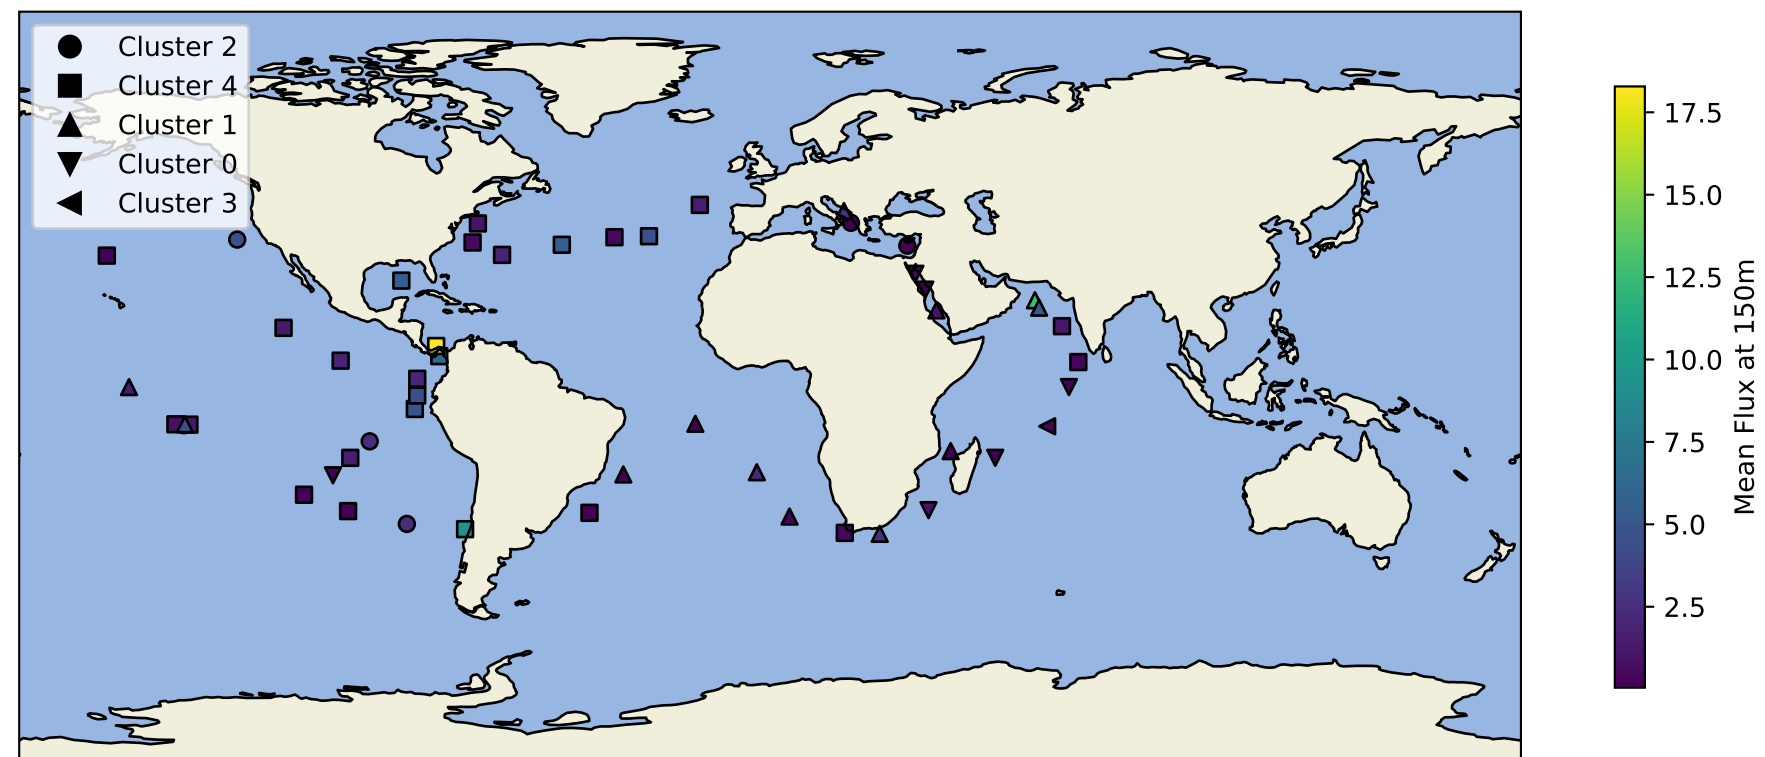 Cluster 2
Cluster 4
Cluster 1
Cluster 0
Cluster 3
17.5
15.0
12.5
10.0
7.5
5.0
2.5
Mean Flux at 150m